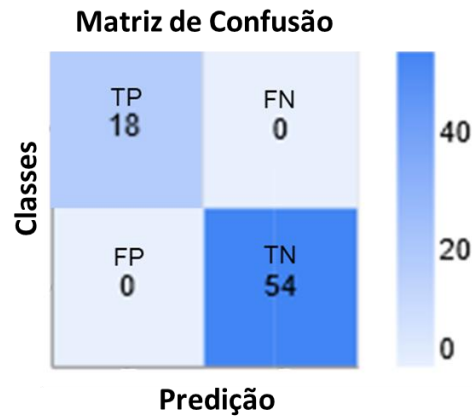 Matriz de Confusão
TP
18
FN
0
FP
0
TN
54
Classes
Predição
40
20
0